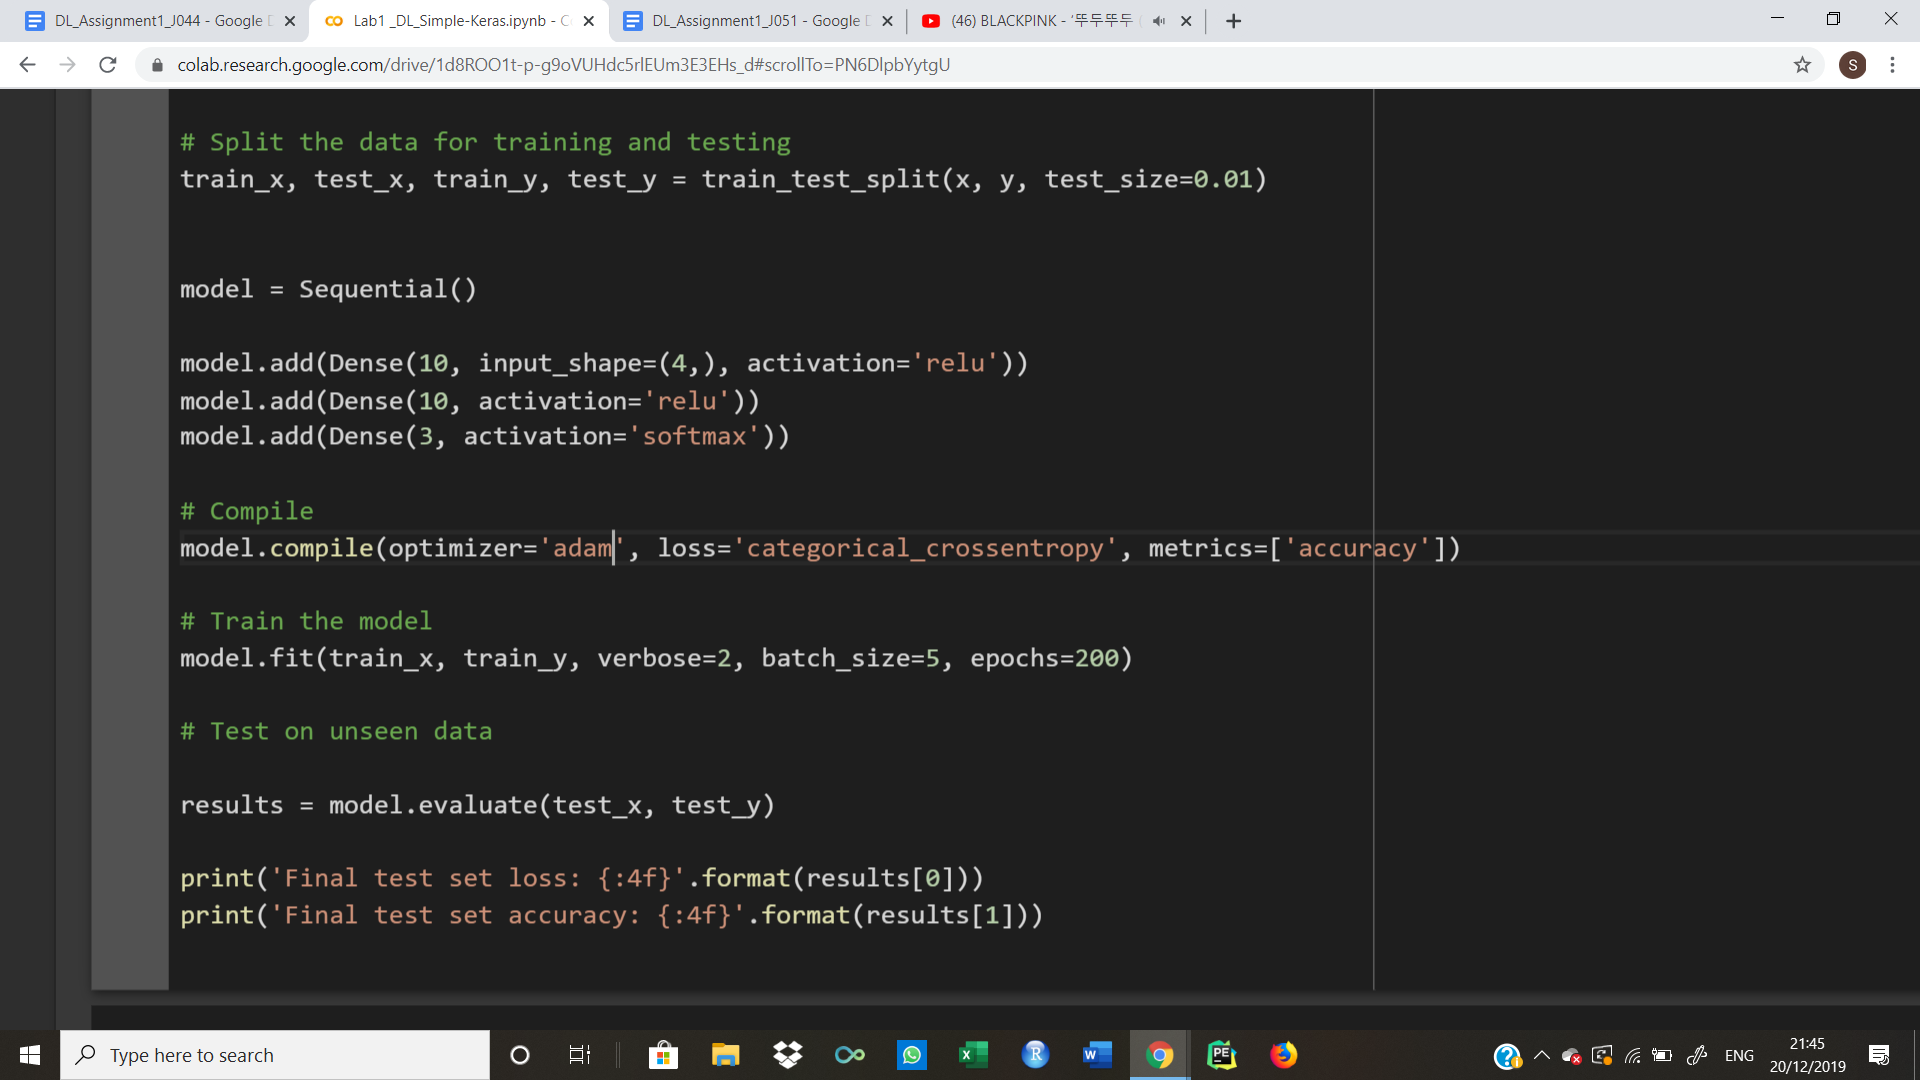 DL_Assignment1_J044 - Google D
Lab1 _DL_Simple-Keras.ipynb - C
DL_Assignment1_J051 - Google D
(46) BLACKPINK - ‘뚜두뚜두 (
colab.research.google.com/drive/1d8ROO1t-p-g9oVUHdc5rlEUm3E3EHs_d#scrollTo=PN6DlpbYytgU
S
# Split the data for training and testing
train_x, test_x, train_y, test_y = train_test_split(x, y, test_size=0.01)
model = Sequential()
model.add(Dense(10, input_shape=(4,), activation='relu'))
model.add(Dense(10, activation='relu'))
model.add(Dense(3, activation='softmax'))
# Compile
model.compile(optimizer='adam', loss='categorical_crossentropy', metrics=['accuracy'])
# Train the model
model.fit(train_x, train_y, verbose=2, batch_size=5, epochs=200)
# Test on unseen data
results = model.evaluate(test_x, test_y)
print('Final test set loss: {:4f}'.format(results[0]))
print('Final test set accuracy: {:4f}'.format(results[1]))
Type here to search
ENG
21:45
20/12/2019